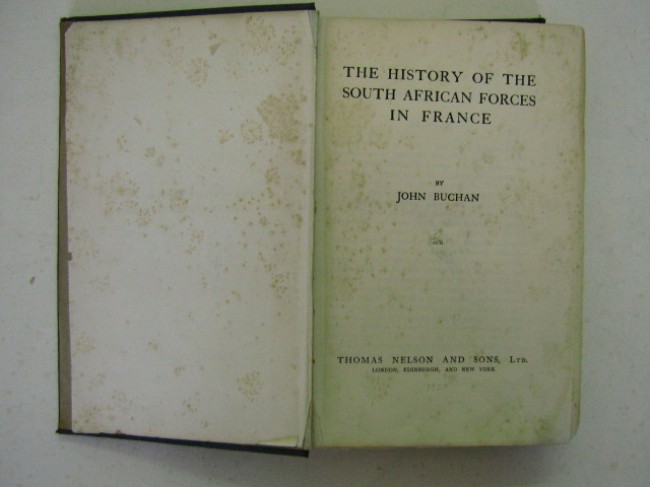 THE HISTORY OF THE
SOUTH AFRICAN FORCES
IN FRANCE
BY
JOHN BUCHAN
THOMAS NELSON AND SONS, LTD.
LONDON, EDINBURGH, AND NEW YORK